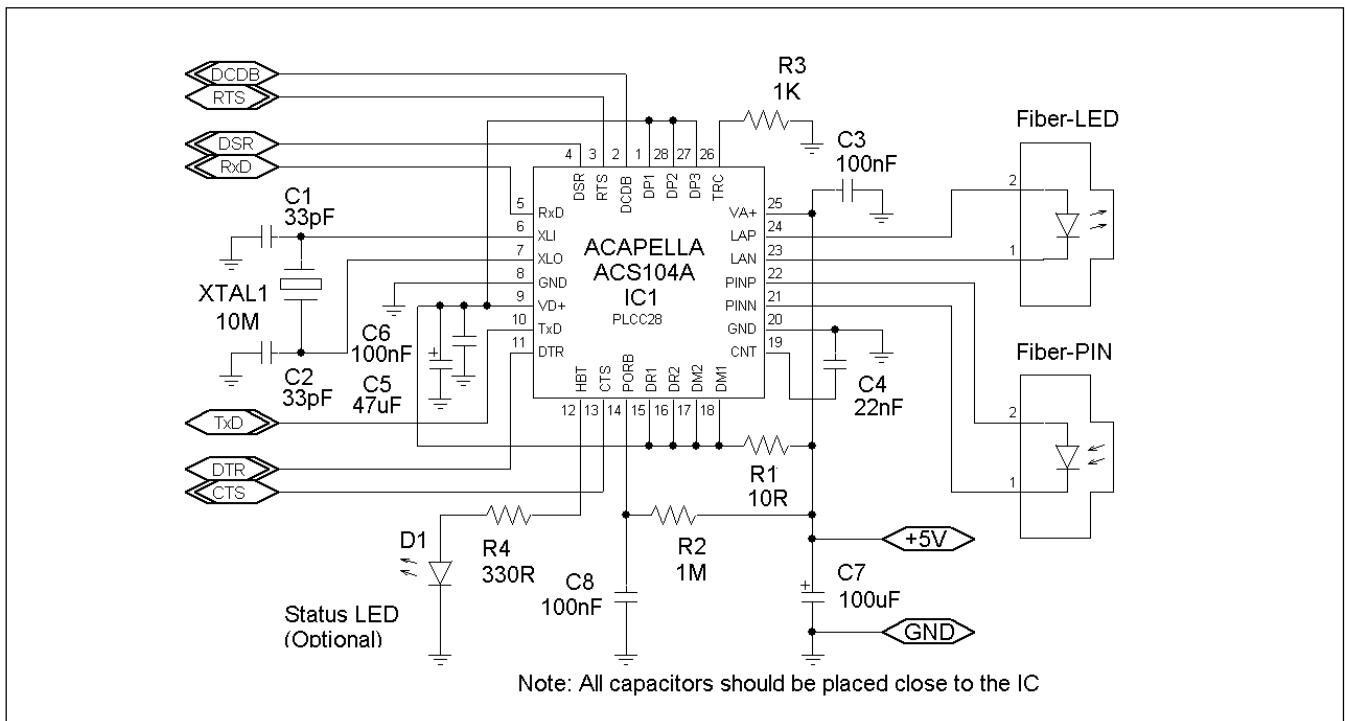 DCDB
RTS
DSR
RxD
C1
33pF
XTAL1
10M
C2
33pF
TxD
DTR
CTS
C6
100nF
C5
47uF
4 3 2 1 28 27 26
DSR RTS DCDB DP1 DP2 DP3 TRC
5 RxD
6 XLI
7 XLO
8 GND
9 VD+
10 TxD
11 DTR
ACAPELLA
ACS104A
IC1
PLCC28
VA+ 25
LAP 24
LAN 23
PINP 22
PINN 21
GND 20
CNT 19
HBT CTS PORB DR1 DR2 DM2 DM1
12 13 14 15 16 17 18
R3
1K
C3
100nF
Fiber-LED
2
1
Fiber-PIN
2
1
C4
22nF
R1
10R
R2
1M
+5V
C7
+
100uF
GND
D1
R4
330R
C8
100nF
+
Status LED
(Optional)
Note: All capacitors should be placed close to the IC